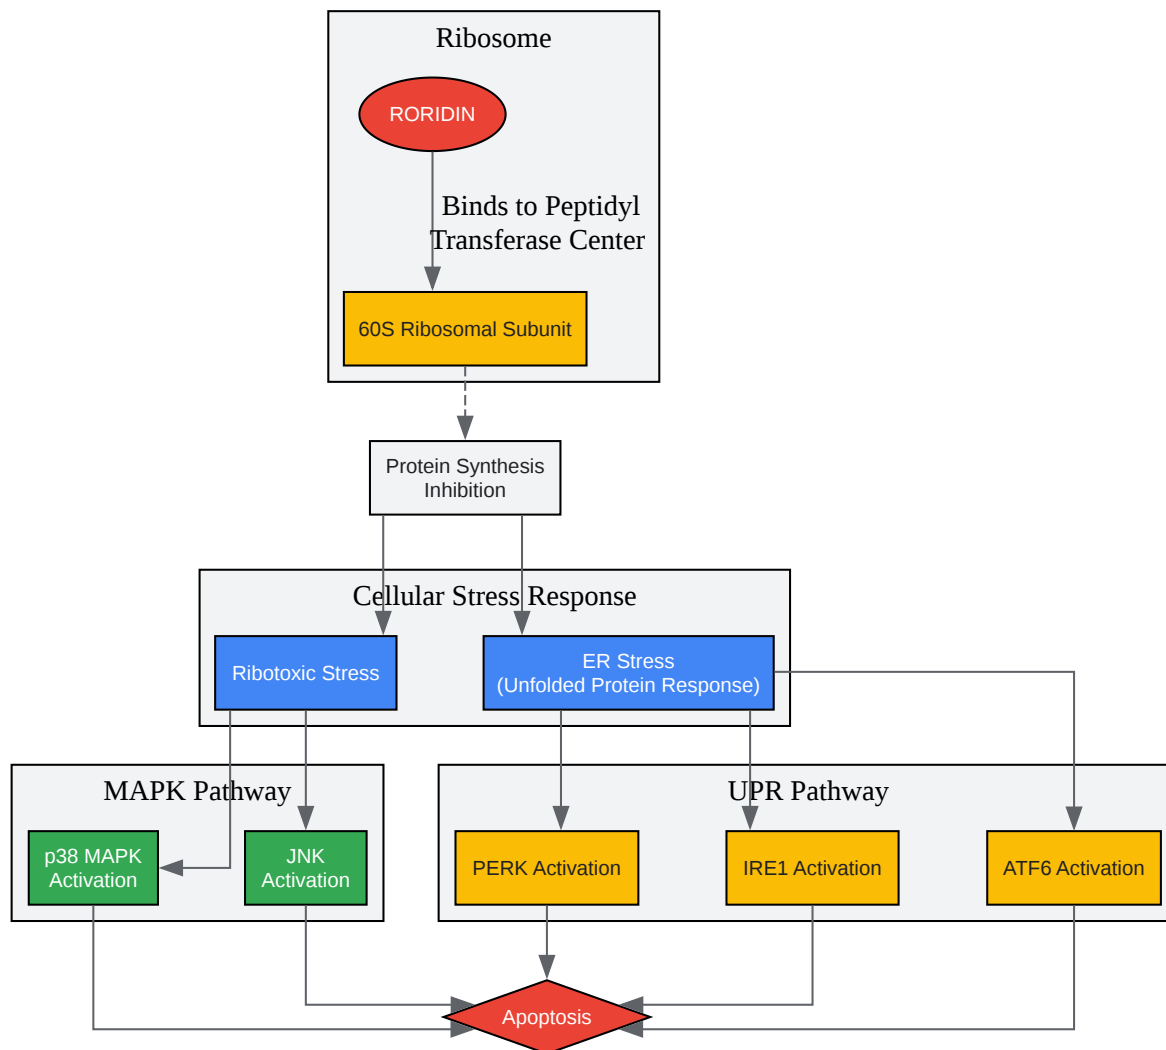 Ribosome
RORIDIN
Binds to Peptidyl
Transferase Center
60S Ribosomal Subunit
Protein Synthesis
Inhibition
Cellular Stress Response
Ribotoxic Stress
ER Stress
(Unfolded Protein Response)
MAPK Pathway
UPR Pathway
p38 MAPK
Activation
JNK
Activation
PERK Activation
IRE1 Activation
ATF6 Activation
Apoptosis